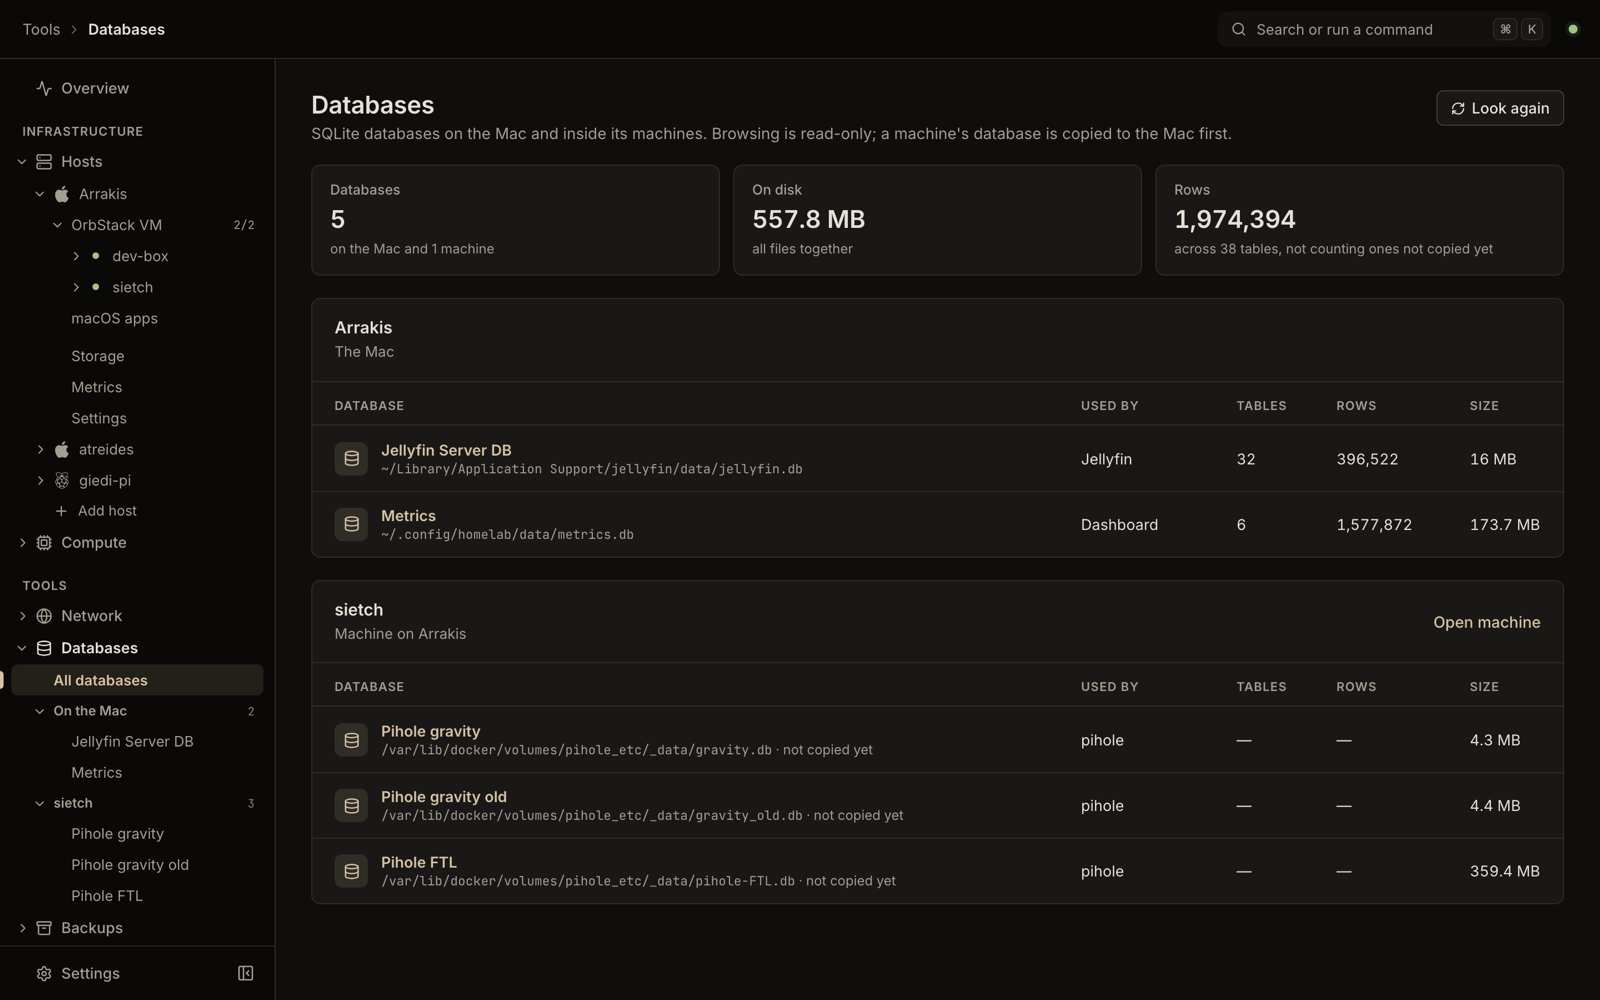 Tools > Databases
Search or run a command ⌘ K
Overview
INFRASTRUCTURE
Hosts
Arrakis
OrbStack VM 2/2
dev-box
sietch
macOS apps
Storage
Metrics
Settings
atreides
giedi-pi
+ Add host
Compute
TOOLS
Network
Databases
All databases
On the Mac 2
Jellyfin Server DB
Metrics
sietch 3
Pihole gravity
Pihole gravity old
Pihole FTL
Backups
Settings
Databases
Look again
SQLite databases on the Mac and inside its machines. Browsing is read-only; a machine's database is copied to the Mac first.
Databases
5
on the Mac and 1 machine
On disk
557.8 MB
all files together
Rows
1,974,394
across 38 tables, not counting ones not copied yet
Arrakis
The Mac
DATABASE USED BY TABLES ROWS SIZE
Jellyfin Server DB
~/Library/Application Support/jellyfin/data/jellyfin.db
Jellyfin 32 396,522 16 MB
Metrics
~/.config/homelab/data/metrics.db
Dashboard 6 1,577,872 173.7 MB
sietch
Machine on Arrakis
Open machine
DATABASE USED BY TABLES ROWS SIZE
Pihole gravity
/var/lib/docker/volumes/pihole_etc/_data/gravity.db · not copied yet
pihole — — 4.3 MB
Pihole gravity old
/var/lib/docker/volumes/pihole_etc/_data/gravity_old.db · not copied yet
pihole — — 4.4 MB
Pihole FTL
/var/lib/docker/volumes/pihole_etc/_data/pihole-FTL.db · not copied yet
pihole — — 359.4 MB